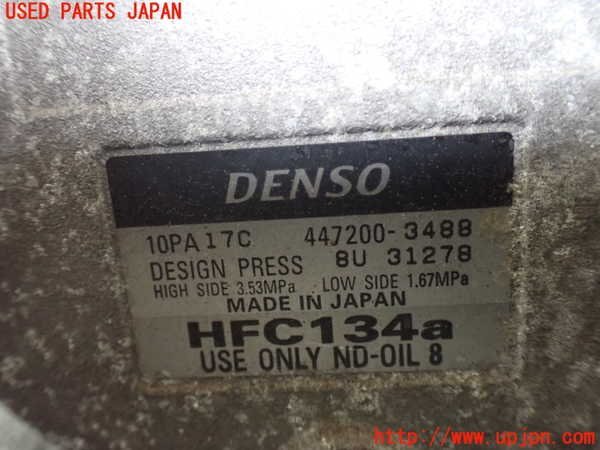 USED PARTS JAPAN
DENSO
10PA17C 447200-3488
DESIGN PRESS 8U 31278
HIGH SIDE 3.53MPa LOW SIDE 1.67MPa
MADE IN JAPAN
HFC134a
USE ONLY ND-OIL 8
http://www.upjpn.com/